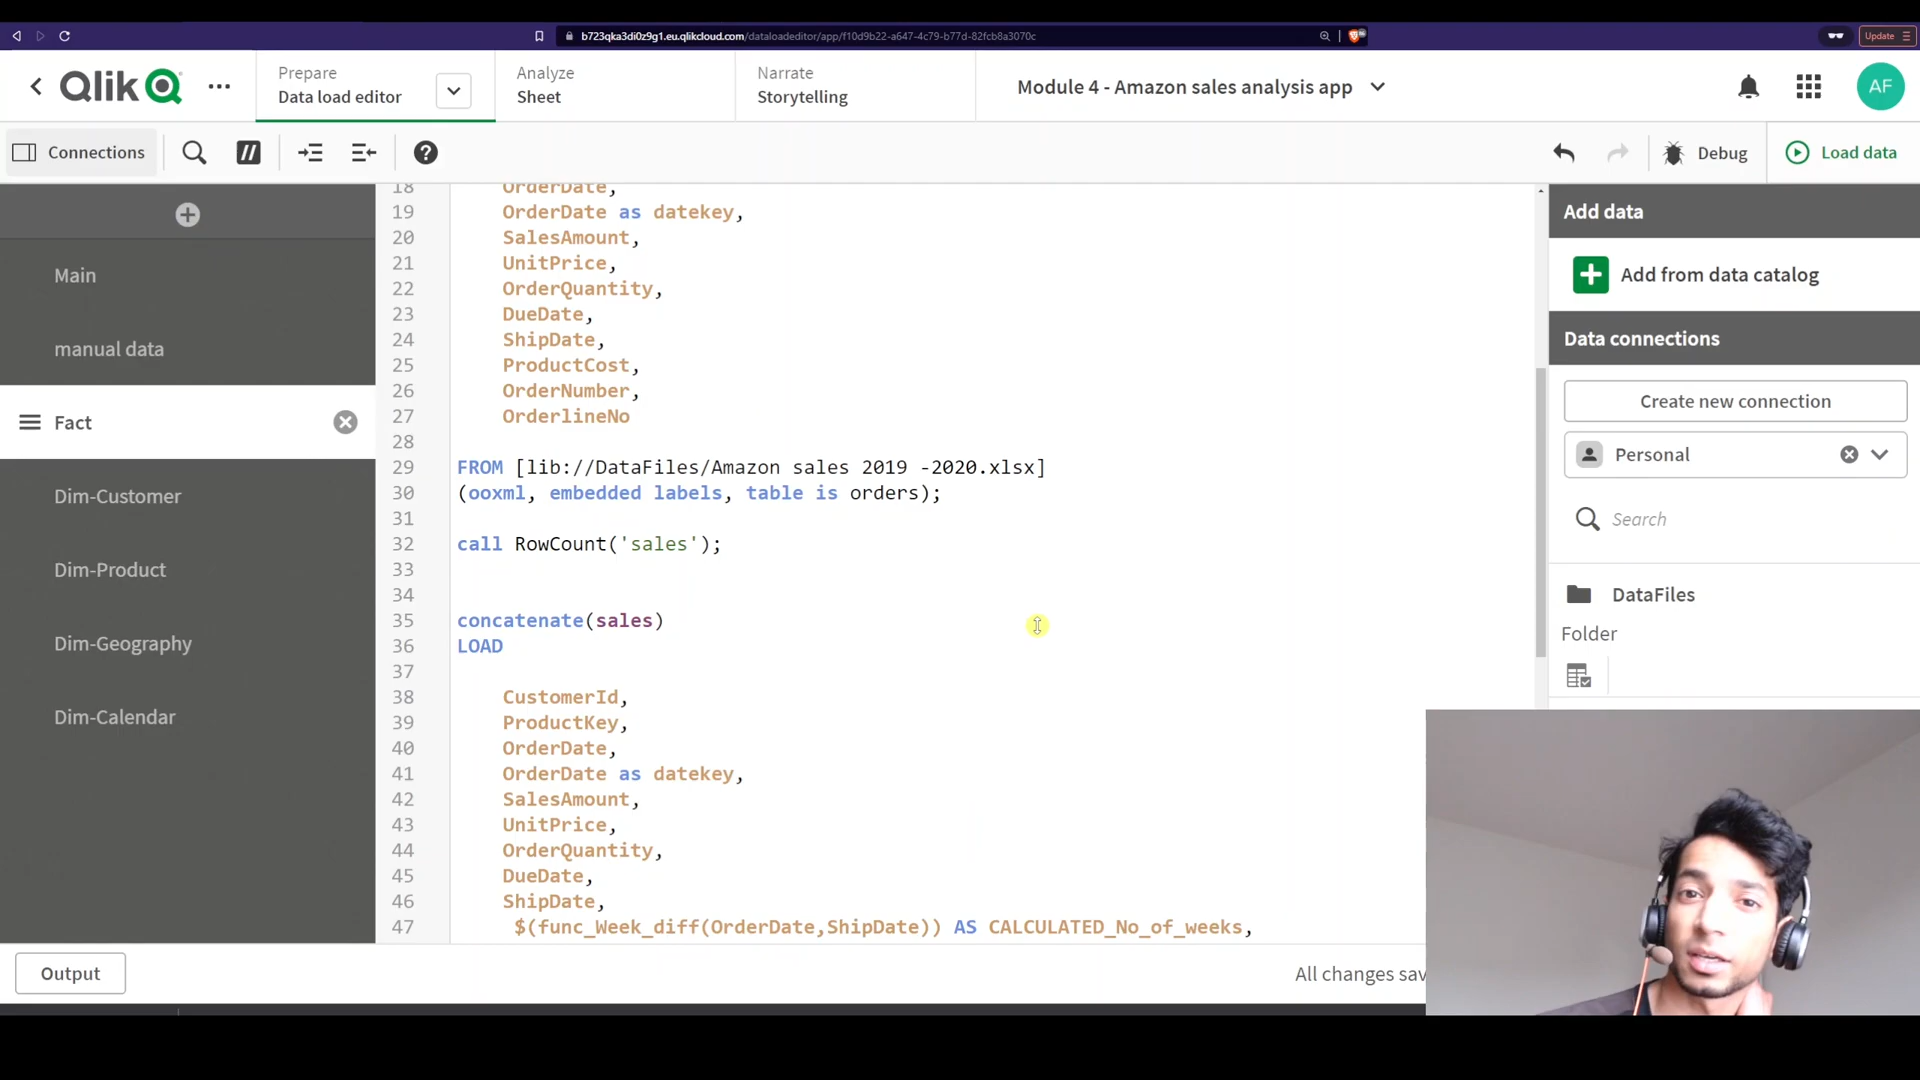 b723qka3di0z9g1.eu.qlikcloud.com/dataloadeditor/app/f10d9b22-a647-4c79-b77d-82fcb8a3070c
Update
Qlik
Prepare
Data load editor
Analyze
Sheet
Narrate
Storytelling
Module 4 - Amazon sales analysis app
AF
Connections
//
?
Debug
Load data
Main
manual data
Fact
Dim-Customer
Dim-Product
Dim-Geography
Dim-Calendar
18 OrderDate,
19 OrderDate as datekey,
20 SalesAmount,
21 UnitPrice,
22 OrderQuantity,
23 DueDate,
24 ShipDate,
25 ProductCost,
26 OrderNumber,
27 OrderlineNo
28
29 FROM [lib://DataFiles/Amazon sales 2019 -2020.xlsx]
30 (ooxml, embedded labels, table is orders);
31
32 call RowCount('sales');
33
34
35 concatenate(sales)
36 LOAD
37
38 CustomerId,
39 ProductKey,
40 OrderDate,
41 OrderDate as datekey,
42 SalesAmount,
43 UnitPrice,
44 OrderQuantity,
45 DueDate,
46 ShipDate,
47 $(func_Week_diff(OrderDate,ShipDate)) AS CALCULATED_No_of_weeks,
Add data
Add from data catalog
Data connections
Create new connection
Personal
Search
DataFiles
Folder
Output
All changes sav